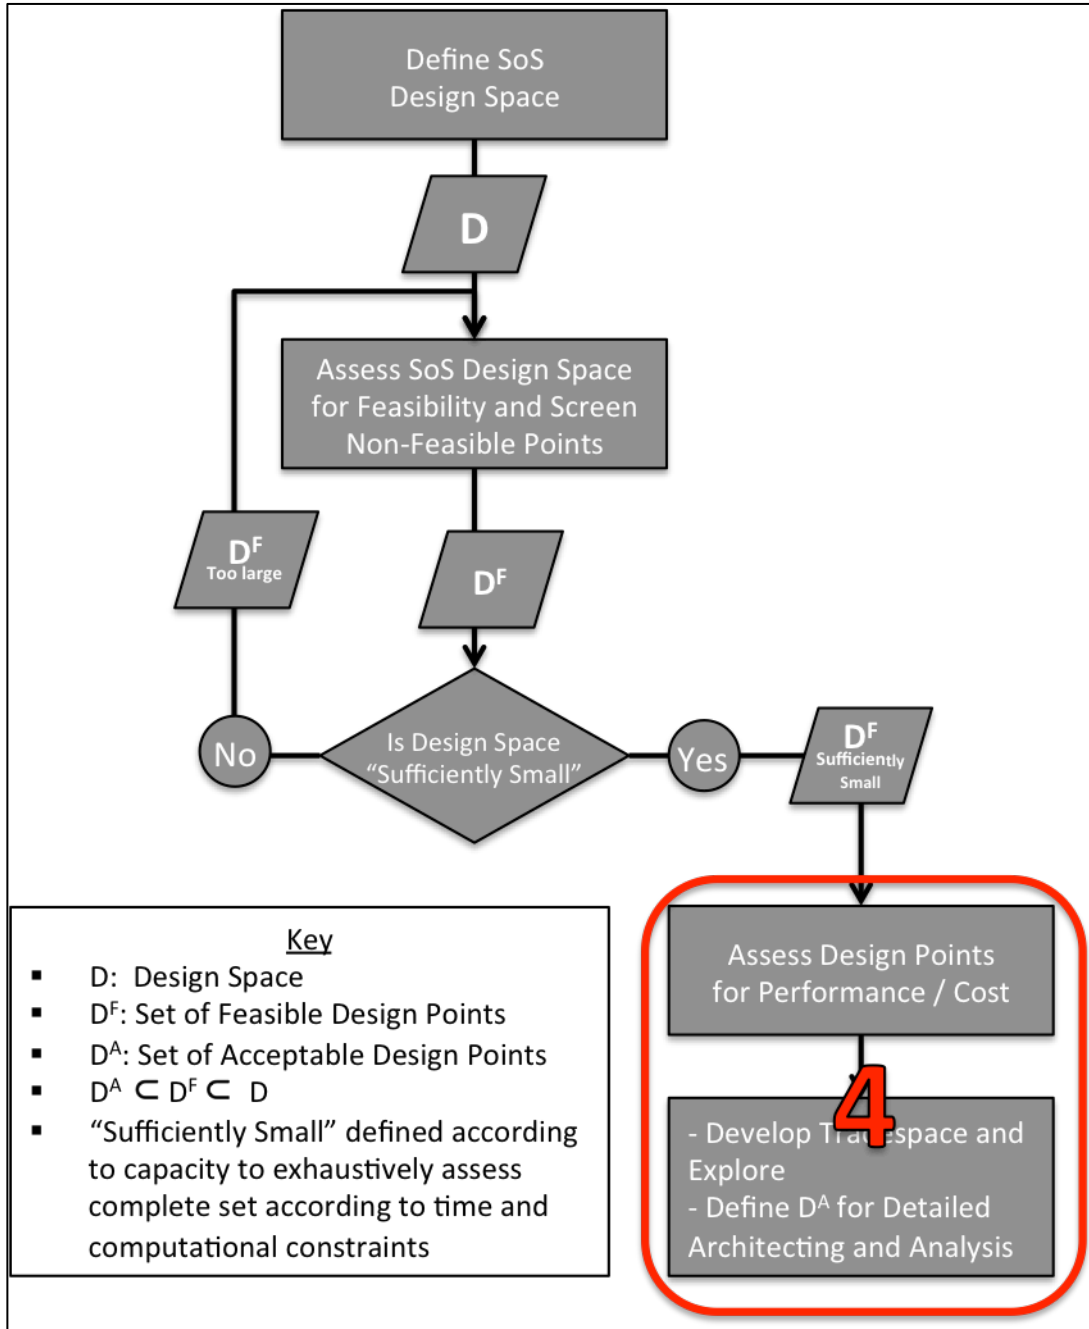 Define SoS
Design Space
D
Assess SoS Design Space
for Feasibility and Screen
Non-Feasible Points
Dᶠ
Too large
Dᶠ
Is Design Space
“Sufficiently Small”
No
Yes
Dᶠ
Sufficiently
Small
Assess Design Points
for Performance / Cost
4
- Develop Tradespace and
Explore
- Define Dᴬ for Detailed
Architecting and Analysis
Key
▪ D: Design Space
▪ Dᶠ: Set of Feasible Design Points
▪ Dᴬ: Set of Acceptable Design Points
▪ Dᴬ ⊂ Dᶠ ⊂ D
▪ “Sufficiently Small” defined according
to capacity to exhaustively assess
complete set according to time and
computational constraints